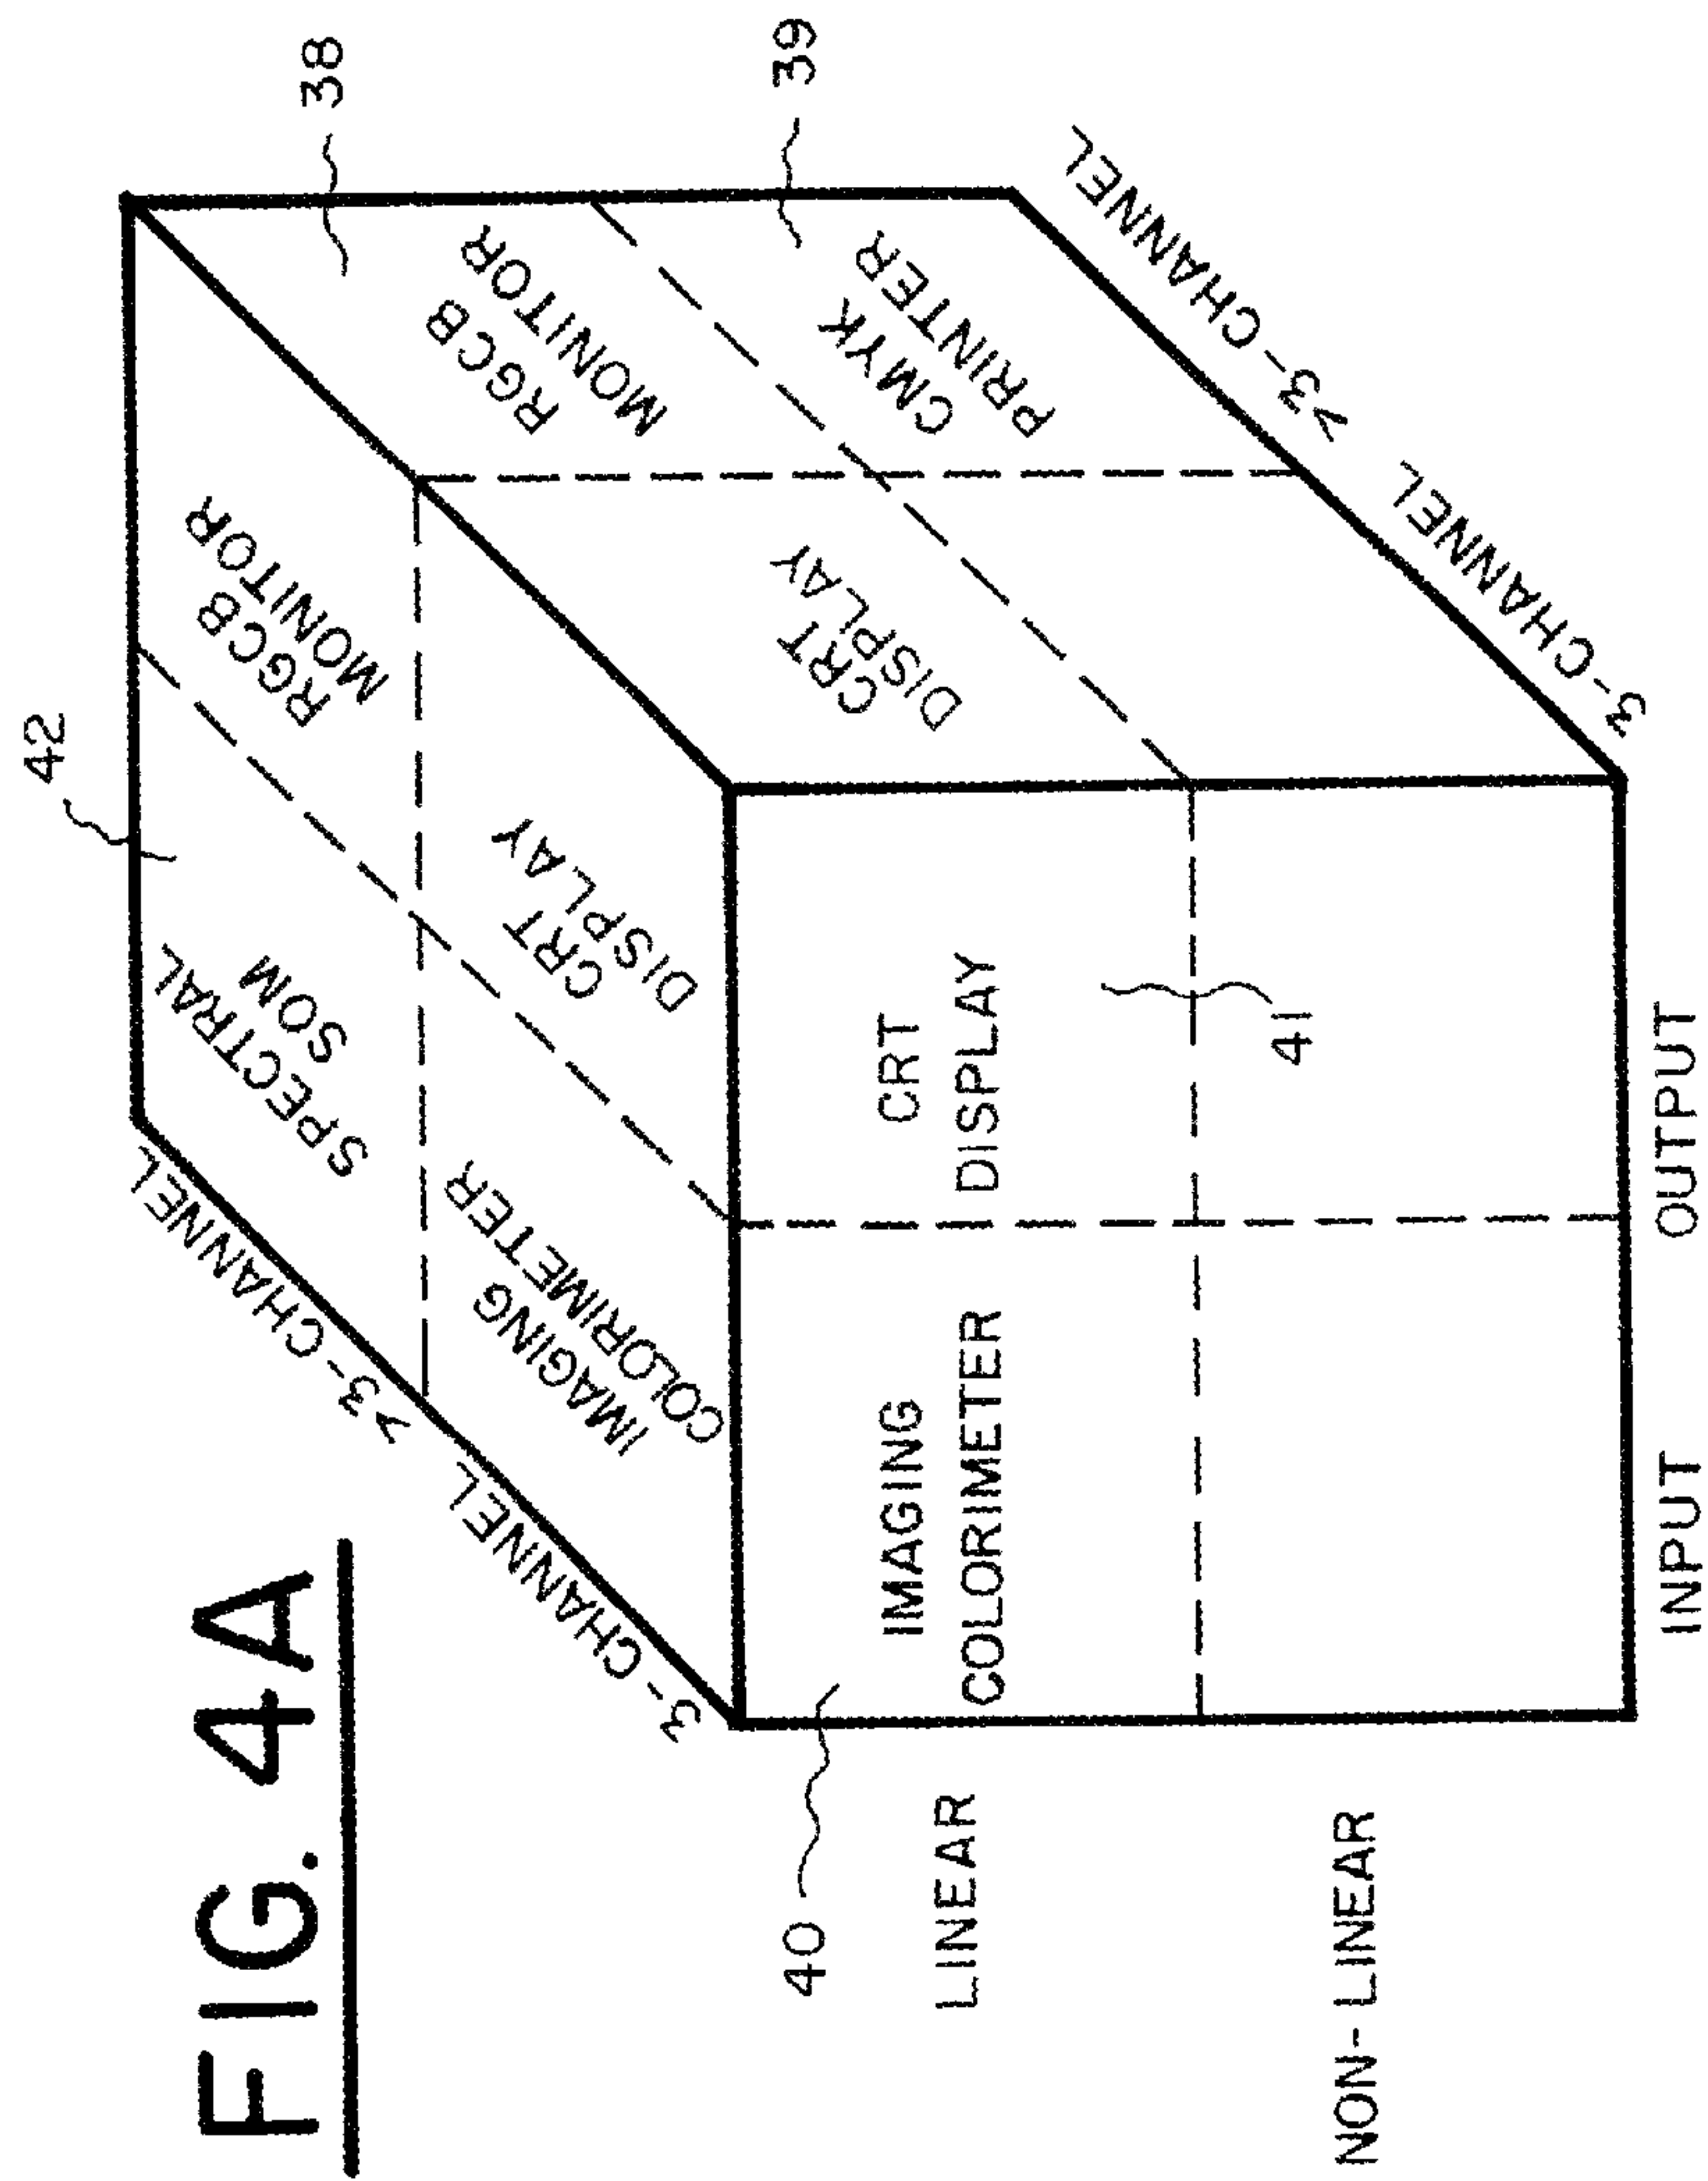 FIG. 4A
42
38
39
3-CHANNEL
>3-CHANNEL
SPECTRAL
SOM
RGCB
MONITOR
IMAGING
COLORIMETER
CRT
DISPLAY
RGCB
MONITOR
CMYK
PRINTER
CRT
DISPLAY
40
LINEAR
NON-LINEAR
IMAGING
COLORIMETER
CRT
DISPLAY
41
INPUT
OUTPUT
3-CHANNEL
>3-CHANNEL